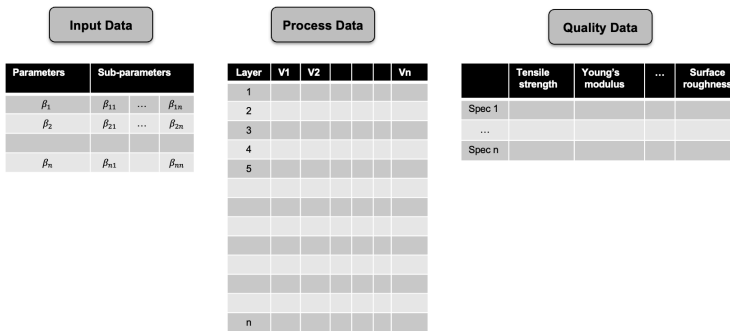 Input Data
Process Data
Quality Data
Parameters Sub-parameters
β₁ β₁₁ … β₁ₙ
β₂ β₂₁ … β₂ₙ
βₙ βₙ₁ βₙₙ
Layer V1 V2 Vn
1
2
3
4
5
n
Tensile strength Young's modulus … Surface roughness
Spec 1
…
Spec n